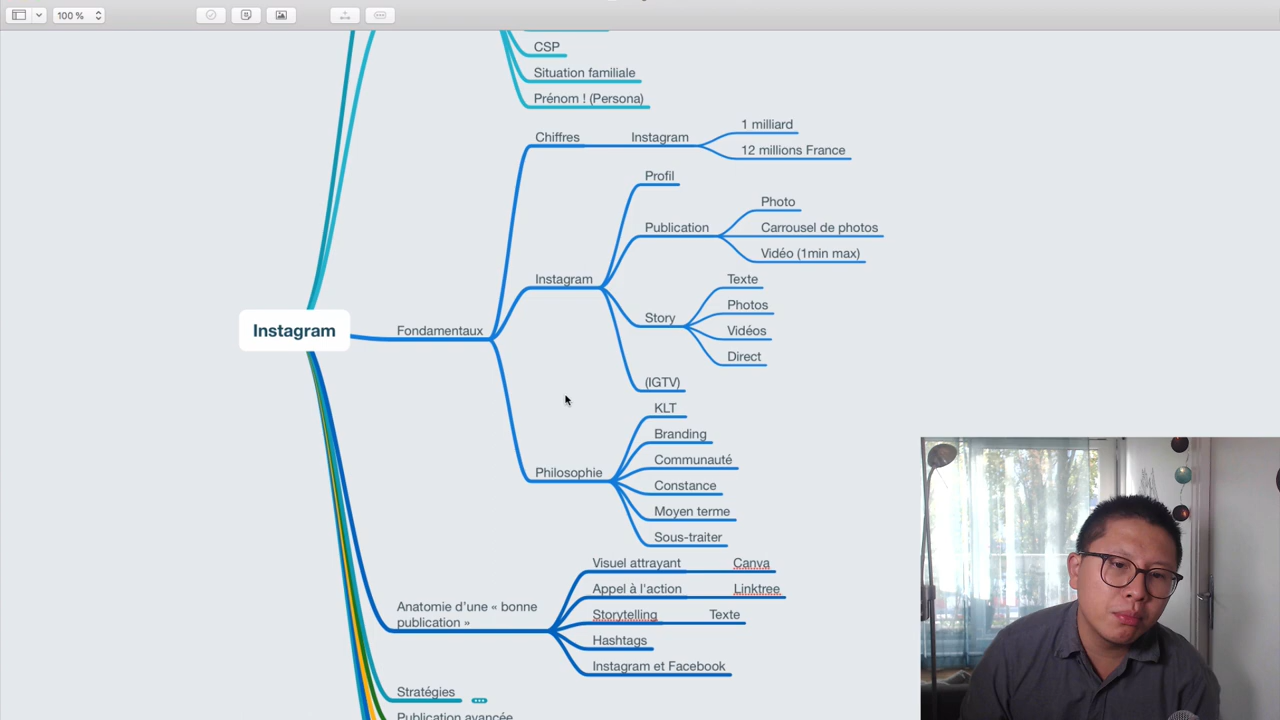 100 %
CSP
Situation familiale
Prénom ! (Persona)
Chiffres
Instagram
1 milliard
12 millions France
Profil
Publication
Photo
Carrousel de photos
Vidéo (1min max)
Instagram
Story
Texte
Photos
Vidéos
Direct
(IGTV)
Instagram
Fondamentaux
Philosophie
KLT
Branding
Communauté
Constance
Moyen terme
Sous-traiter
Anatomie d’une « bonne
publication »
Visuel attrayant
Canva
Appel à l'action
Linktree
Storytelling
Texte
Hashtags
Instagram et Facebook
Stratégies
Publication avancée